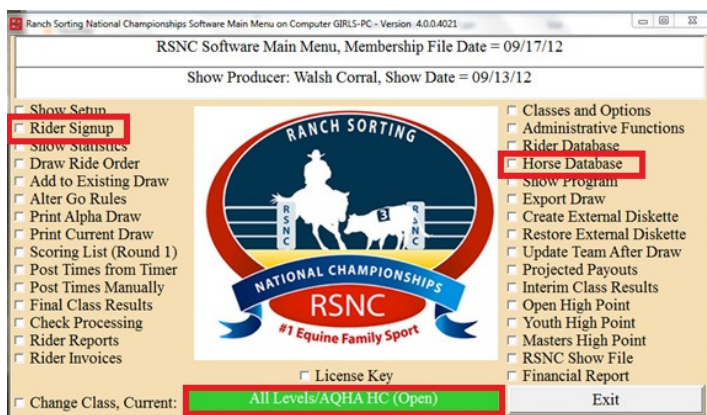 Ranch Sorting National Championships Software Main Menu on Computer GIRLS-PC - Version 4.0.0.4021
RSNC Software Main Menu, Membership File Date = 09/17/12
Show Producer: Walsh Corral, Show Date = 09/13/12
Show Setup
Rider Signup
Show Statistics
Draw Ride Order
Add to Existing Draw
Alter Go Rules
Print Alpha Draw
Print Current Draw
Scoring List (Round 1)
Post Times from Timer
Post Times Manually
Final Class Results
Check Processing
Rider Reports
Rider Invoices
RANCH SORTING
RSNC
3
RSNC
NATIONAL CHAMPIONSHIPS
RSNC
#1 Equine Family Sport
Classes and Options
Administrative Functions
Rider Database
Horse Database
Show Program
Export Draw
Create External Diskette
Restore External Diskette
Update Team After Draw
Projected Payouts
Interim Class Results
Open High Point
Youth High Point
Masters High Point
RSNC Show File
Financial Report
License Key
Change Class, Current:
All Levels/AQHA HC (Open)
Exit